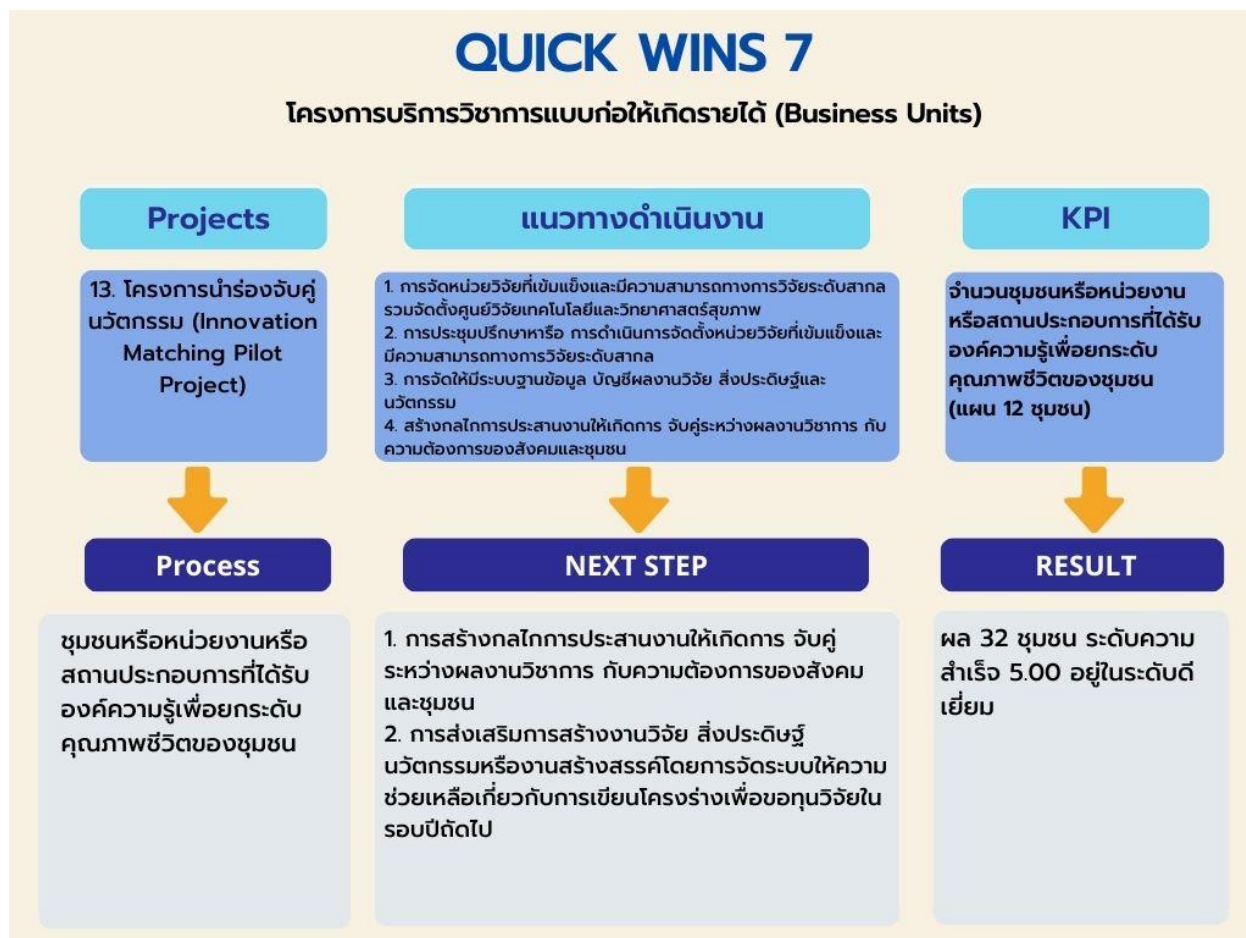 QUICK WINS 7
โครงการบริการวิชาการแบบก่อให้เกิดรายได้ (Business Units)
Projects
13. โครงการนำร่องจับคู่
นวัตกรรม (Innovation
Matching Pilot
Project)
แนวทางดำเนินงาน
1. การจัดหน่วยวิจัยที่เข้มแข็งและมีความสามารถทางการวิจัยระดับสากล
รวมจัดตั้งศูนย์วิจัยเทคโนโลยีและวิทยาศาสตร์สุขภาพ
2. การประชุมปรึกษาหารือ การดำเนินการจัดตั้งหน่วยวิจัยที่เข้มแข็งและ
มีความสามารถทางการวิจัยระดับสากล
3. การจัดให้มีระบบฐานข้อมูล บัญชีผลงานวิจัย สิ่งประดิษฐ์และ
นวัตกรรม
4. สร้างกลไกการประสานงานให้เกิดการ จับคู่ระหว่างผลงานวิชาการ กับ
ความต้องการของสังคมและชุมชน
KPI
จำนวนชุมชนหรือหน่วยงาน
หรือสถานประกอบการที่ได้รับ
องค์ความรู้เพื่อยกระดับ
คุณภาพชีวิตของชุมชน
(แผน 12 ชุมชน)
Process
ชุมชนหรือหน่วยงานหรือ
สถานประกอบการที่ได้รับ
องค์ความรู้เพื่อยกระดับ
คุณภาพชีวิตของชุมชน
NEXT STEP
1. การสร้างกลไกการประสานงานให้เกิดการ จับคู่
ระหว่างผลงานวิชาการ กับความต้องการของสังคม
และชุมชน
2. การส่งเสริมการสร้างงานวิจัย สิ่งประดิษฐ์
นวัตกรรมหรืองานสร้างสรรค์โดยการจัดระบบให้ความ
ช่วยเหลือเกี่ยวกับการเขียนโครงร่างเพื่อขอทุนวิจัยใน
รอบปีถัดไป
RESULT
ผล 32 ชุมชน ระดับความ
สำเร็จ 5.00 อยู่ในระดับดี
เยี่ยม